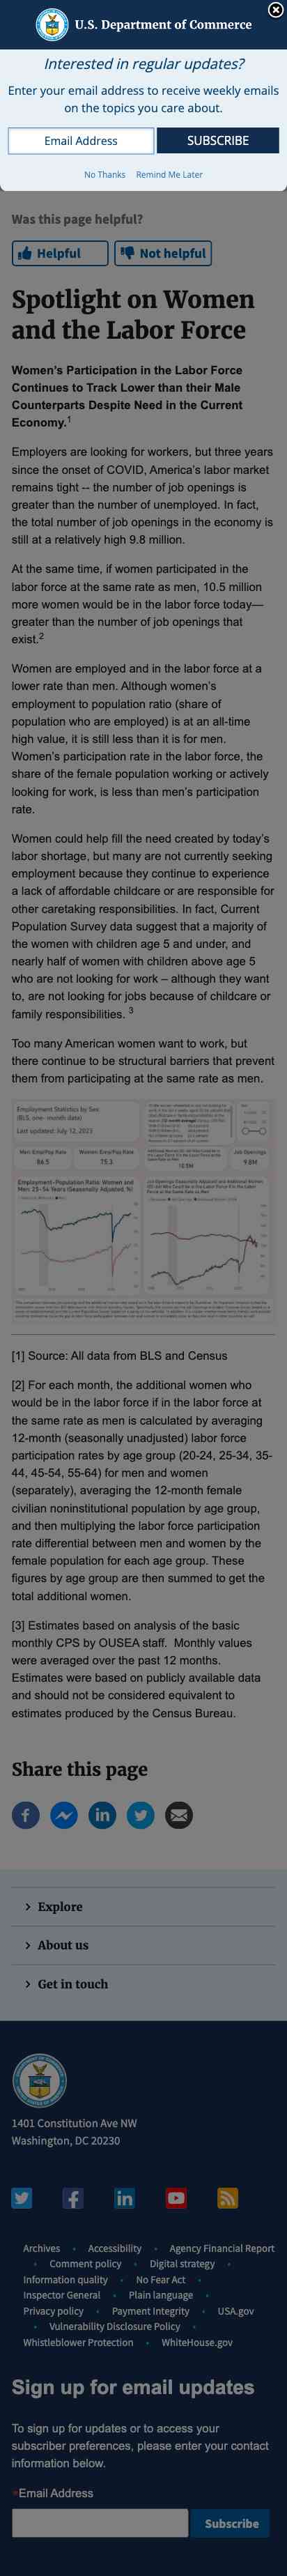 U.S. Department of Commerce
Interested in regular updates?
Enter your email address to receive weekly emails
on the topics you care about.
Email Address SUBSCRIBE
No Thanks Remind Me Later
Was this page helpful?
Helpful Not helpful
Spotlight on Women
and the Labor Force
Women's Participation in the Labor Force
Continues to Track Lower than their Male
Counterparts Despite Need in the Current
Economy.1
Employers are looking for workers, but three years
since the onset of COVID, America's labor market
remains tight -- the number of job openings is
greater than the number of unemployed. In fact,
the total number of job openings in the economy is
still at a relatively high 9.8 million.
At the same time, if women participated in the
labor force at the same rate as men, 10.5 million
more women would be in the labor force today—
greater than the number of job openings that
exist.2
Women are employed and in the labor force at a
lower rate than men. Although women's
employment to population ratio (share of
population who are employed) is at an all-time
high value, it is still less than it is for men.
Women's participation rate in the labor force, the
share of the female population working or actively
looking for work, is less than men's participation
rate.
Women could help fill the need created by today's
labor shortage, but many are not currently seeking
employment because they continue to experience
a lack of affordable childcare or are responsible for
other caretaking responsibilities. In fact, Current
Population Survey data suggest that a majority of
the women with children age 5 and under, and
nearly half of women with children above age 5
who are not looking for work – although they want
to, are not looking for jobs because of childcare or
family responsibilities. 3
Too many American women want to work, but
there continue to be structural barriers that prevent
them from participating at the same rate as men.
Employment Statistics by Sex
(BLS, one- month data)
Last updated: July 12, 2023
Men Emp/Pop Rate Women Emp/Pop Rate
86.5 75.3
Job Openings
10.5M 9.8M
Employment-Population Ratio: Women and
Men: 25-54 Years (Seasonally Adjusted, %)
[1] Source: All data from BLS and Census
[2] For each month, the additional women who
would be in the labor force if in the labor force at
the same rate as men is calculated by averaging
12-month (seasonally unadjusted) labor force
participation rates by age group (20-24, 25-34, 35-
44, 45-54, 55-64) for men and women
(separately), averaging the 12-month female
civilian noninstitutional population by age group,
and then multiplying the labor force participation
rate differential between men and women by the
female population for each age group. These
figures by age group are then summed to get the
total additional women.
[3] Estimates based on analysis of the basic
monthly CPS by OUSEA staff. Monthly values
were averaged over the past 12 months.
Estimates were based on publicly available data
and should not be considered equivalent to
estimates produced by the Census Bureau.
Share this page
Explore
About us
Get in touch
1401 Constitution Ave NW
Washington, DC 20230
Archives • Accessibility • Agency Financial Report
• Comment policy • Digital strategy •
Information quality • No Fear Act •
Inspector General • Plain language •
Privacy policy • Payment Integrity • USA.gov
• Vulnerability Disclosure Policy •
Whistleblower Protection • WhiteHouse.gov
Sign up for email updates
To sign up for updates or to access your
subscriber preferences, please enter your contact
information below.
*Email Address
Subscribe